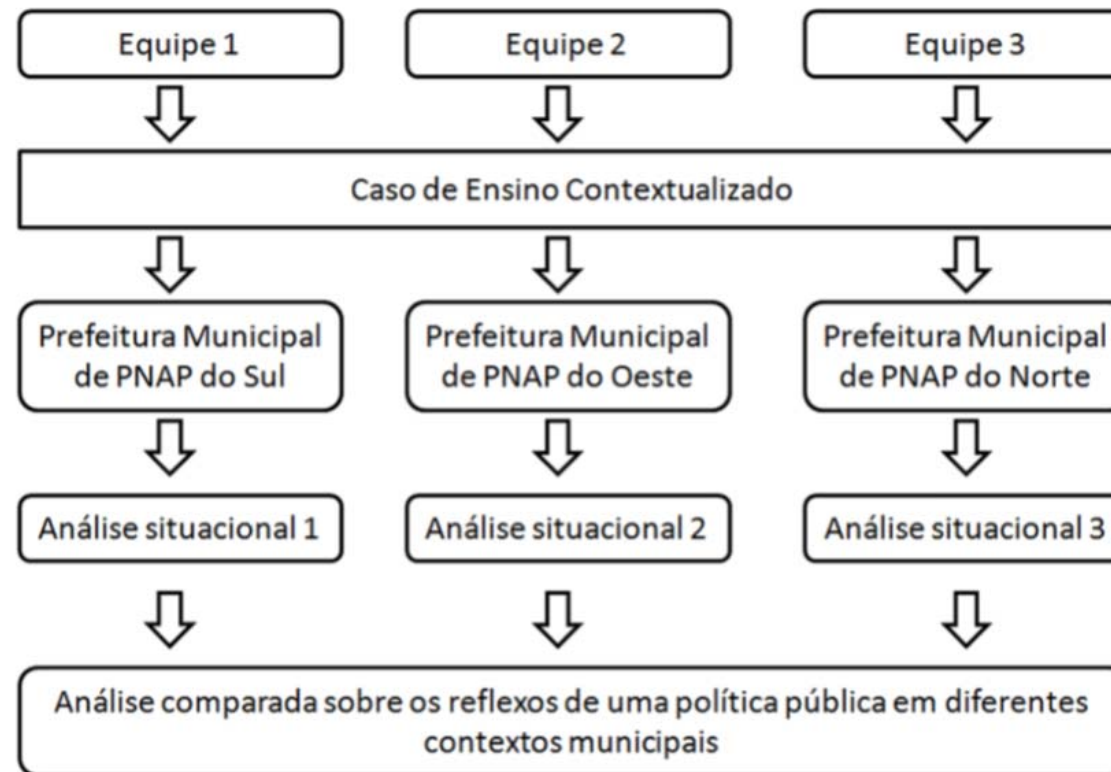 Equipe 1
Equipe 2
Equipe 3
Caso de Ensino Contextualizado
Prefeitura Municipal
de PNAP do Sul
Prefeitura Municipal
de PNAP do Oeste
Prefeitura Municipal
de PNAP do Norte
Análise situacional 1
Análise situacional 2
Análise situacional 3
Análise comparada sobre os reflexos de uma política pública em diferentes
contextos municipais